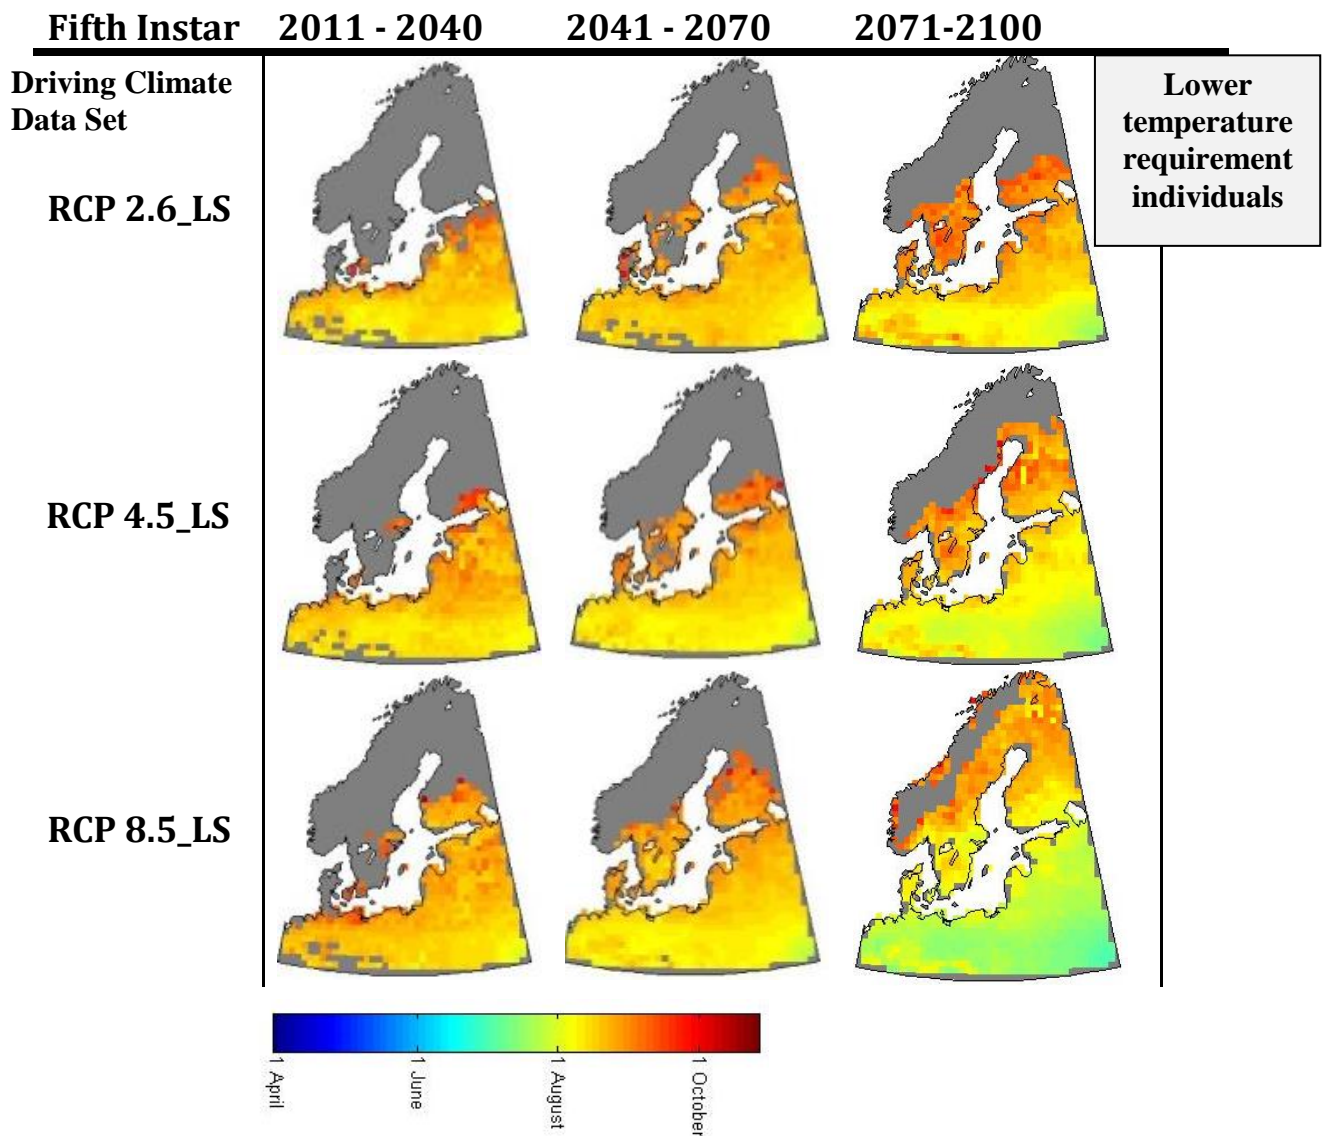 Fifth Instar 2011 - 2040 2041 - 2070 2071-2100
Driving Climate
Data Set
Lower
temperature
requirement
individuals
RCP 2.6_LS
RCP 4.5_LS
RCP 8.5_LS
1 April
1 June
1 August
1 October